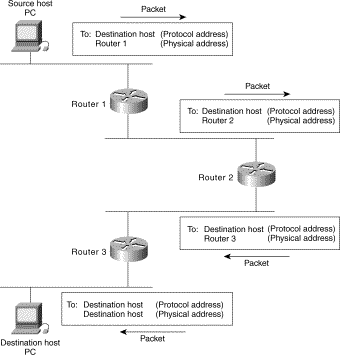 Source host
PC
Packet
To: Destination host (Protocol address)
Router 1 (Physical address)
Router 1
Packet
To: Destination host (Protocol address)
Router 2 (Physical address)
Router 2
To: Destination host (Protocol address)
Router 3 (Physical address)
Packet
Router 3
To: Destination host (Protocol address)
Destination host (Physical address)
Packet
Destination host
PC